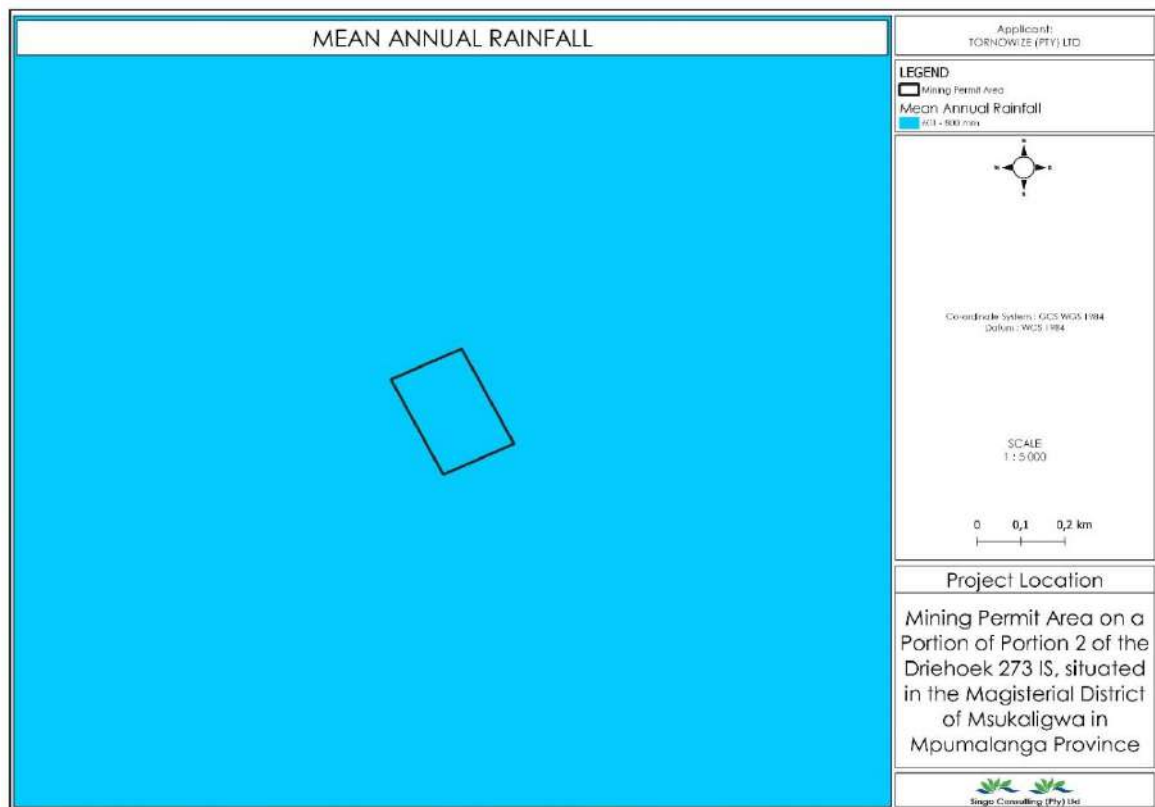 MEAN ANNUAL RAINFALL
Applicant:
TORNOWIZE (PTY) LTD
LEGEND
Mining Permit Area
Mean Annual Rainfall
601 - 800 mm
N
W
E
S
Co-ordinate System : GCS WGS 1984
Datum : WGS 1984
SCALE
1 : 5 000
0 0,1 0,2 km
Project Location
Mining Permit Area on a
Portion of Portion 2 of the
Driehoek 273 IS, situated
in the Magisterial District
of Msukaligwa in
Mpumalanga Province
Singo Consulting (Pty) Ltd